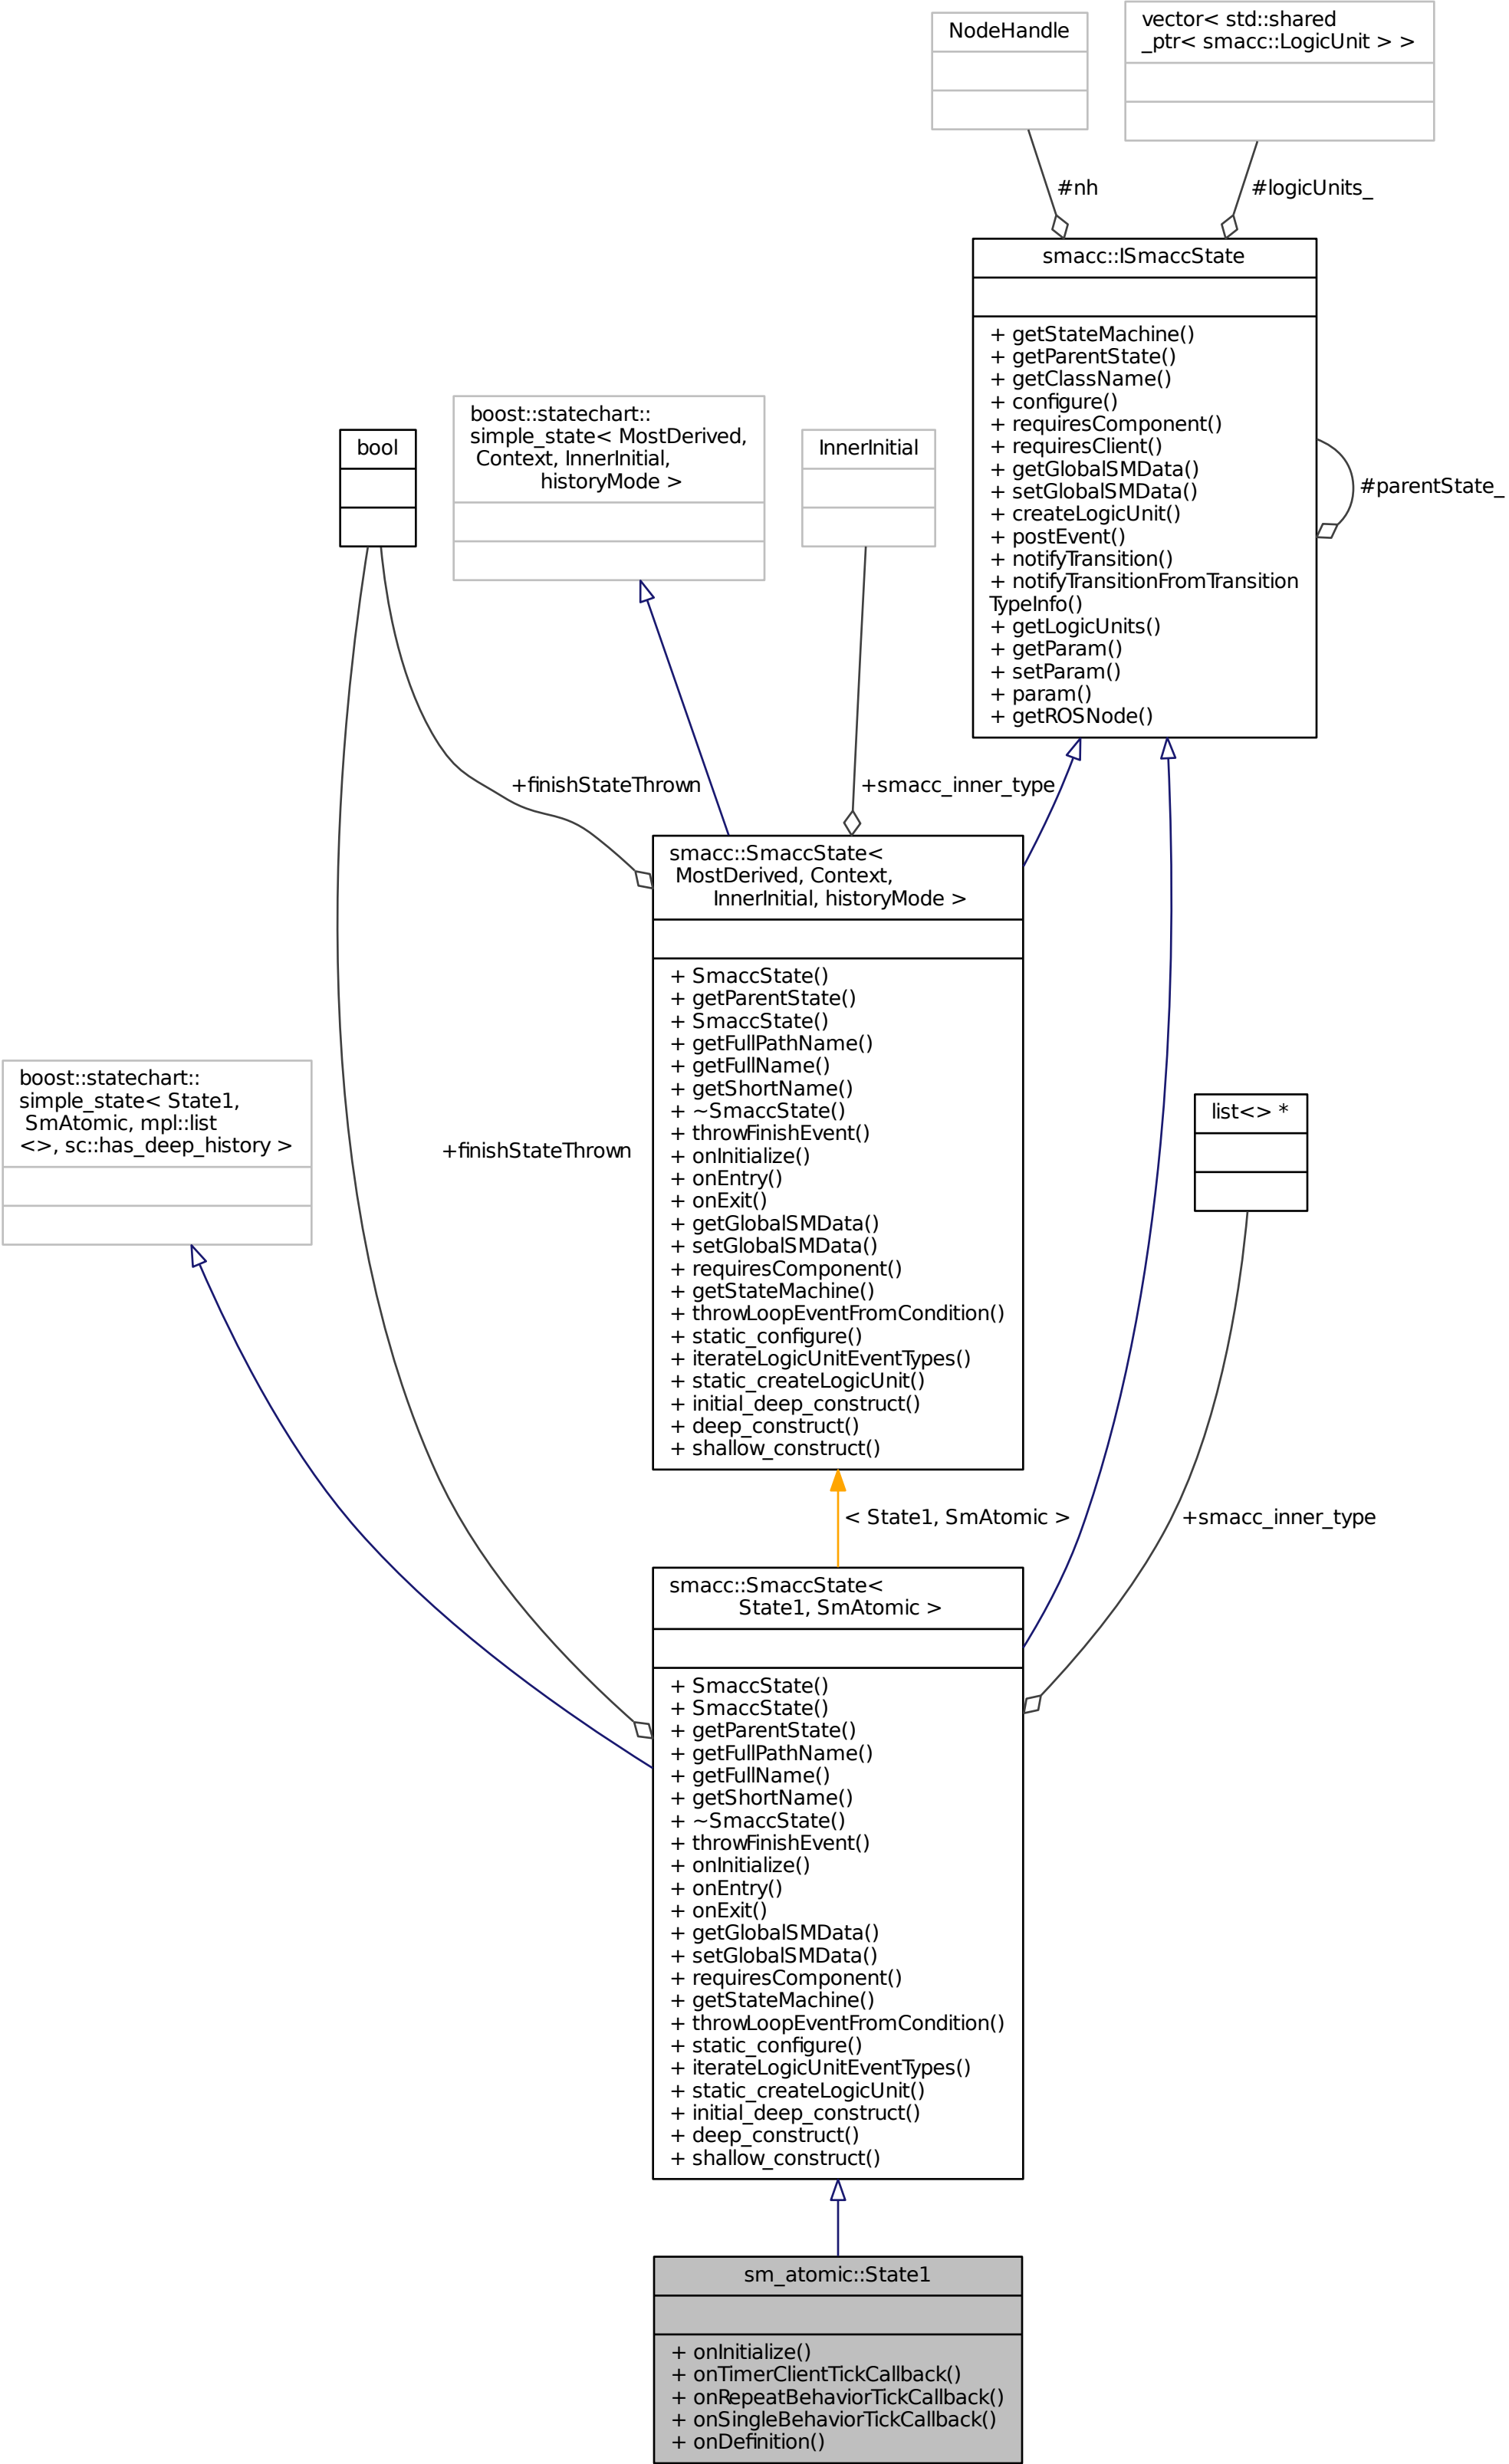 NodeHandle
vector< std::shared
_ptr< smacc::LogicUnit > >
#nh
#logicUnits_
smacc::ISmaccState
+ getStateMachine()
+ getParentState()
+ getClassName()
+ configure()
+ requiresComponent()
+ requiresClient()
+ getGlobalSMData()
+ setGlobalSMData()
+ createLogicUnit()
+ postEvent()
+ notifyTransition()
+ notifyTransitionFromTransition
TypeInfo()
+ getLogicUnits()
+ getParam()
+ setParam()
+ param()
+ getROSNode()
#parentState_
bool
boost::statechart::
simple_state< MostDerived,
Context, InnerInitial,
historyMode >
InnerInitial
+finishStateThrown
+smacc_inner_type
smacc::SmaccState<
MostDerived, Context,
InnerInitial, historyMode >
+ SmaccState()
+ getParentState()
+ SmaccState()
+ getFullPathName()
+ getFullName()
+ getShortName()
+ ~SmaccState()
+ throwFinishEvent()
+ onInitialize()
+ onEntry()
+ onExit()
+ getGlobalSMData()
+ setGlobalSMData()
+ requiresComponent()
+ getStateMachine()
+ throwLoopEventFromCondition()
+ static_configure()
+ iterateLogicUnitEventTypes()
+ static_createLogicUnit()
+ initial_deep_construct()
+ deep_construct()
+ shallow_construct()
boost::statechart::
simple_state< State1,
SmAtomic, mpl::list
<>, sc::has_deep_history >
+finishStateThrown
list<> *
< State1, SmAtomic >
+smacc_inner_type
smacc::SmaccState<
State1, SmAtomic >
+ SmaccState()
+ SmaccState()
+ getParentState()
+ getFullPathName()
+ getFullName()
+ getShortName()
+ ~SmaccState()
+ throwFinishEvent()
+ onInitialize()
+ onEntry()
+ onExit()
+ getGlobalSMData()
+ setGlobalSMData()
+ requiresComponent()
+ getStateMachine()
+ throwLoopEventFromCondition()
+ static_configure()
+ iterateLogicUnitEventTypes()
+ static_createLogicUnit()
+ initial_deep_construct()
+ deep_construct()
+ shallow_construct()
sm_atomic::State1
+ onInitialize()
+ onTimerClientTickCallback()
+ onRepeatBehaviorTickCallback()
+ onSingleBehaviorTickCallback()
+ onDefinition()